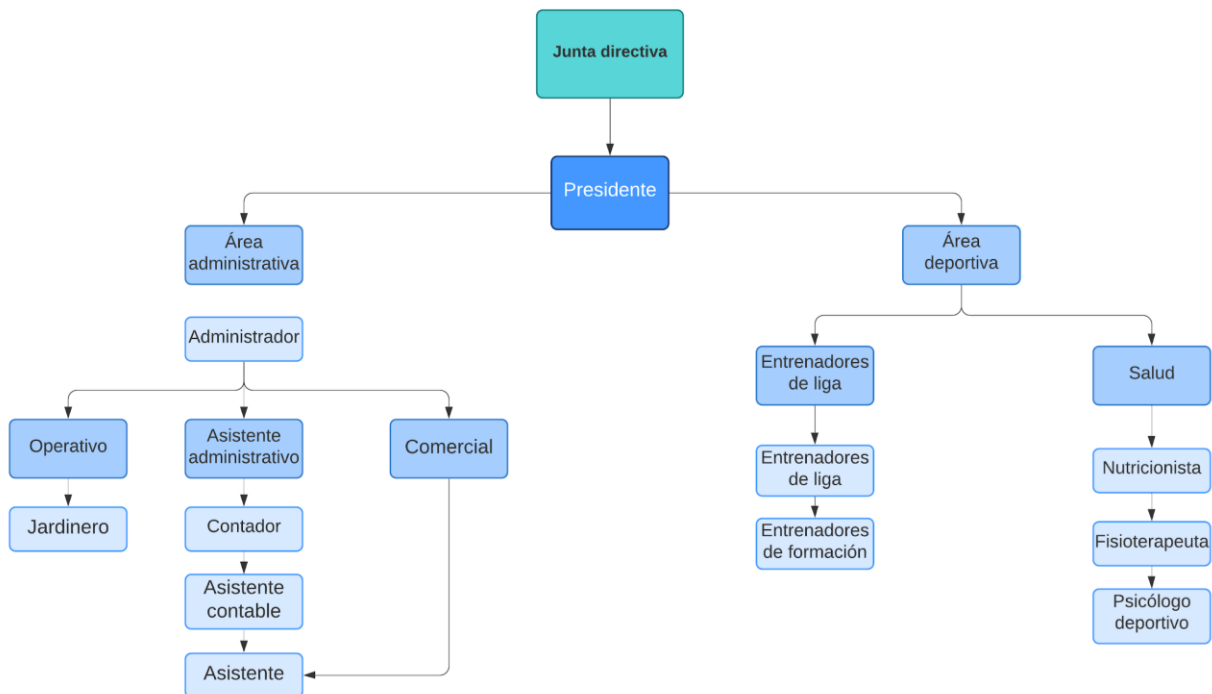 Junta directiva
Presidente
Área
administrativa
Área
deportiva
Administrador
Entrenadores
de liga
Salud
Operativo
Asistente
administrativo
Comercial
Entrenadores
de liga
Nutricionista
Jardinero
Contador
Entrenadores
de formación
Fisioterapeuta
Asistente
contable
Psicólogo
deportivo
Asistente